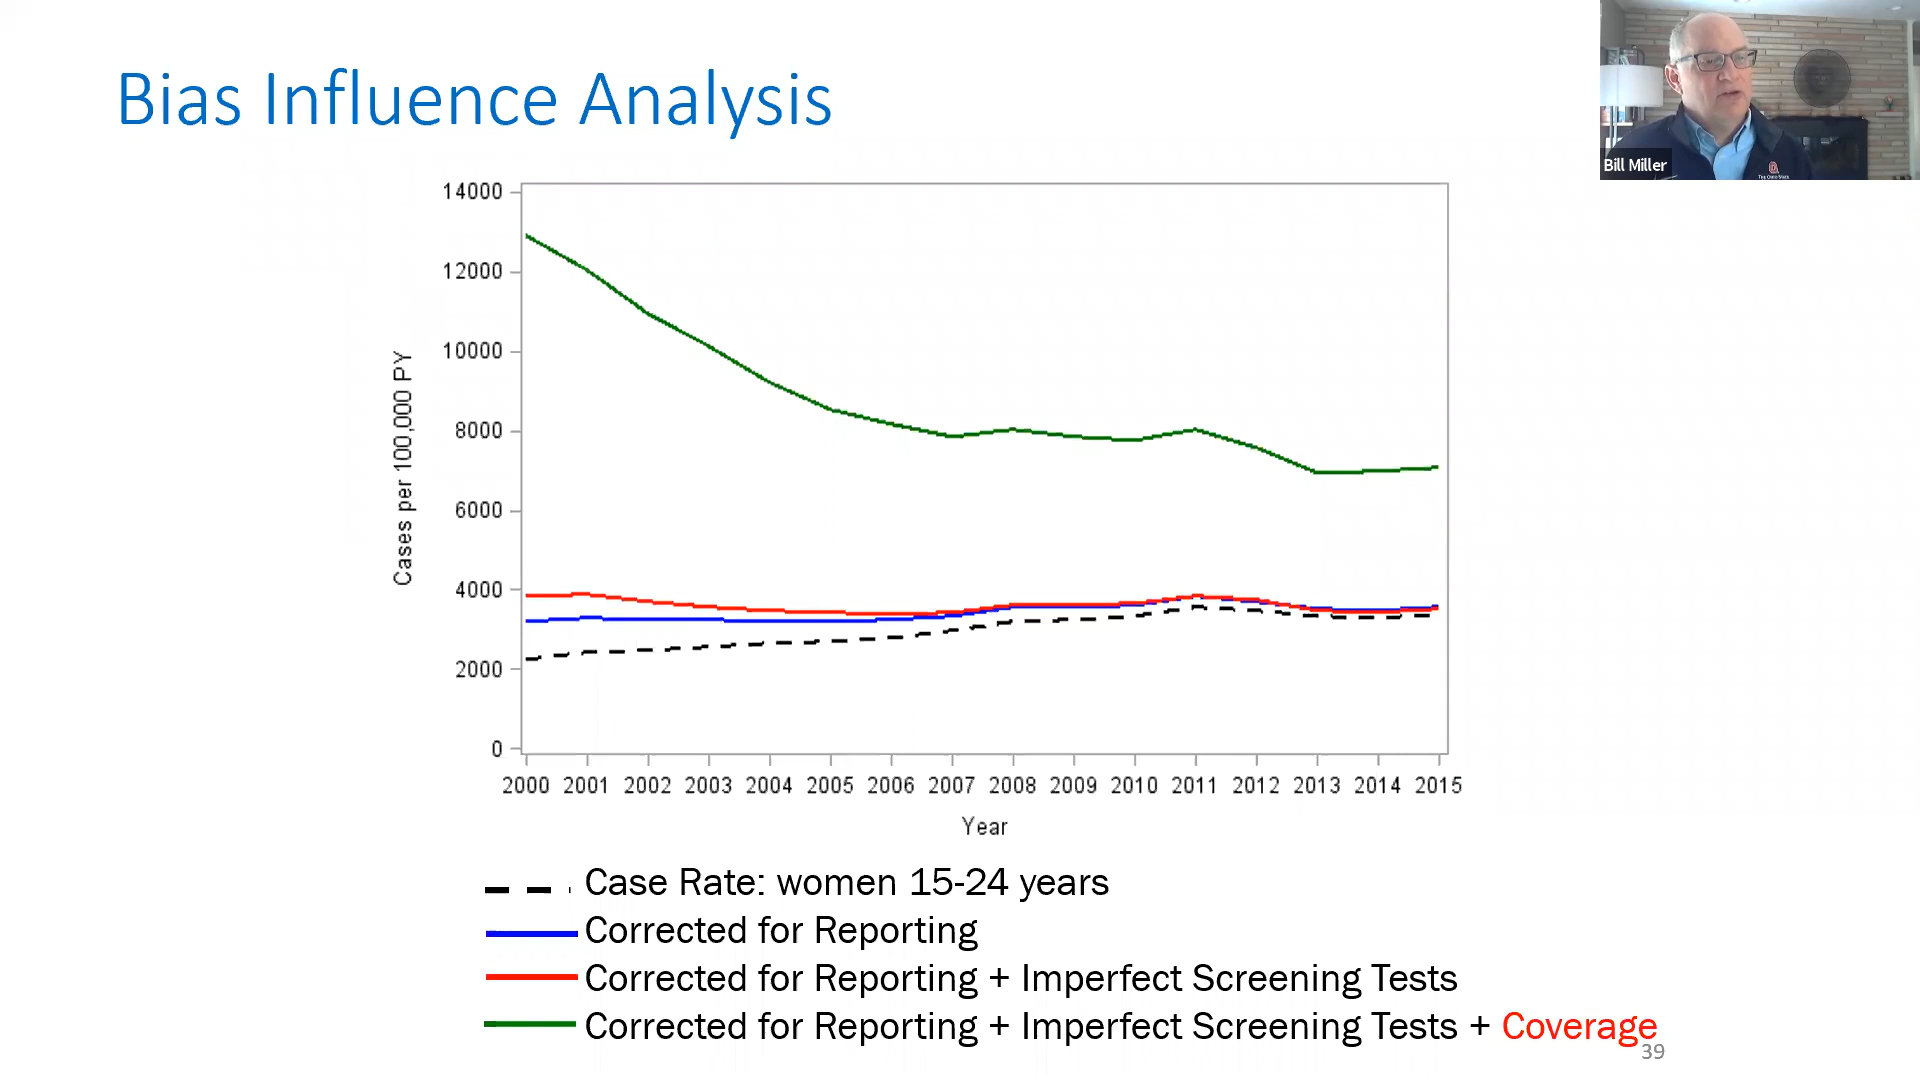 Bias Influence Analysis
Bill Miller
14000
12000
10000
8000
6000
4000
2000
0
Cases per 100,000 PY
2000 2001 2002 2003 2004 2005 2006 2007 2008 2009 2010 2011 2012 2013 2014 2015
Year
Case Rate: women 15-24 years
Corrected for Reporting
Corrected for Reporting + Imperfect Screening Tests
Corrected for Reporting + Imperfect Screening Tests + Coverage
39